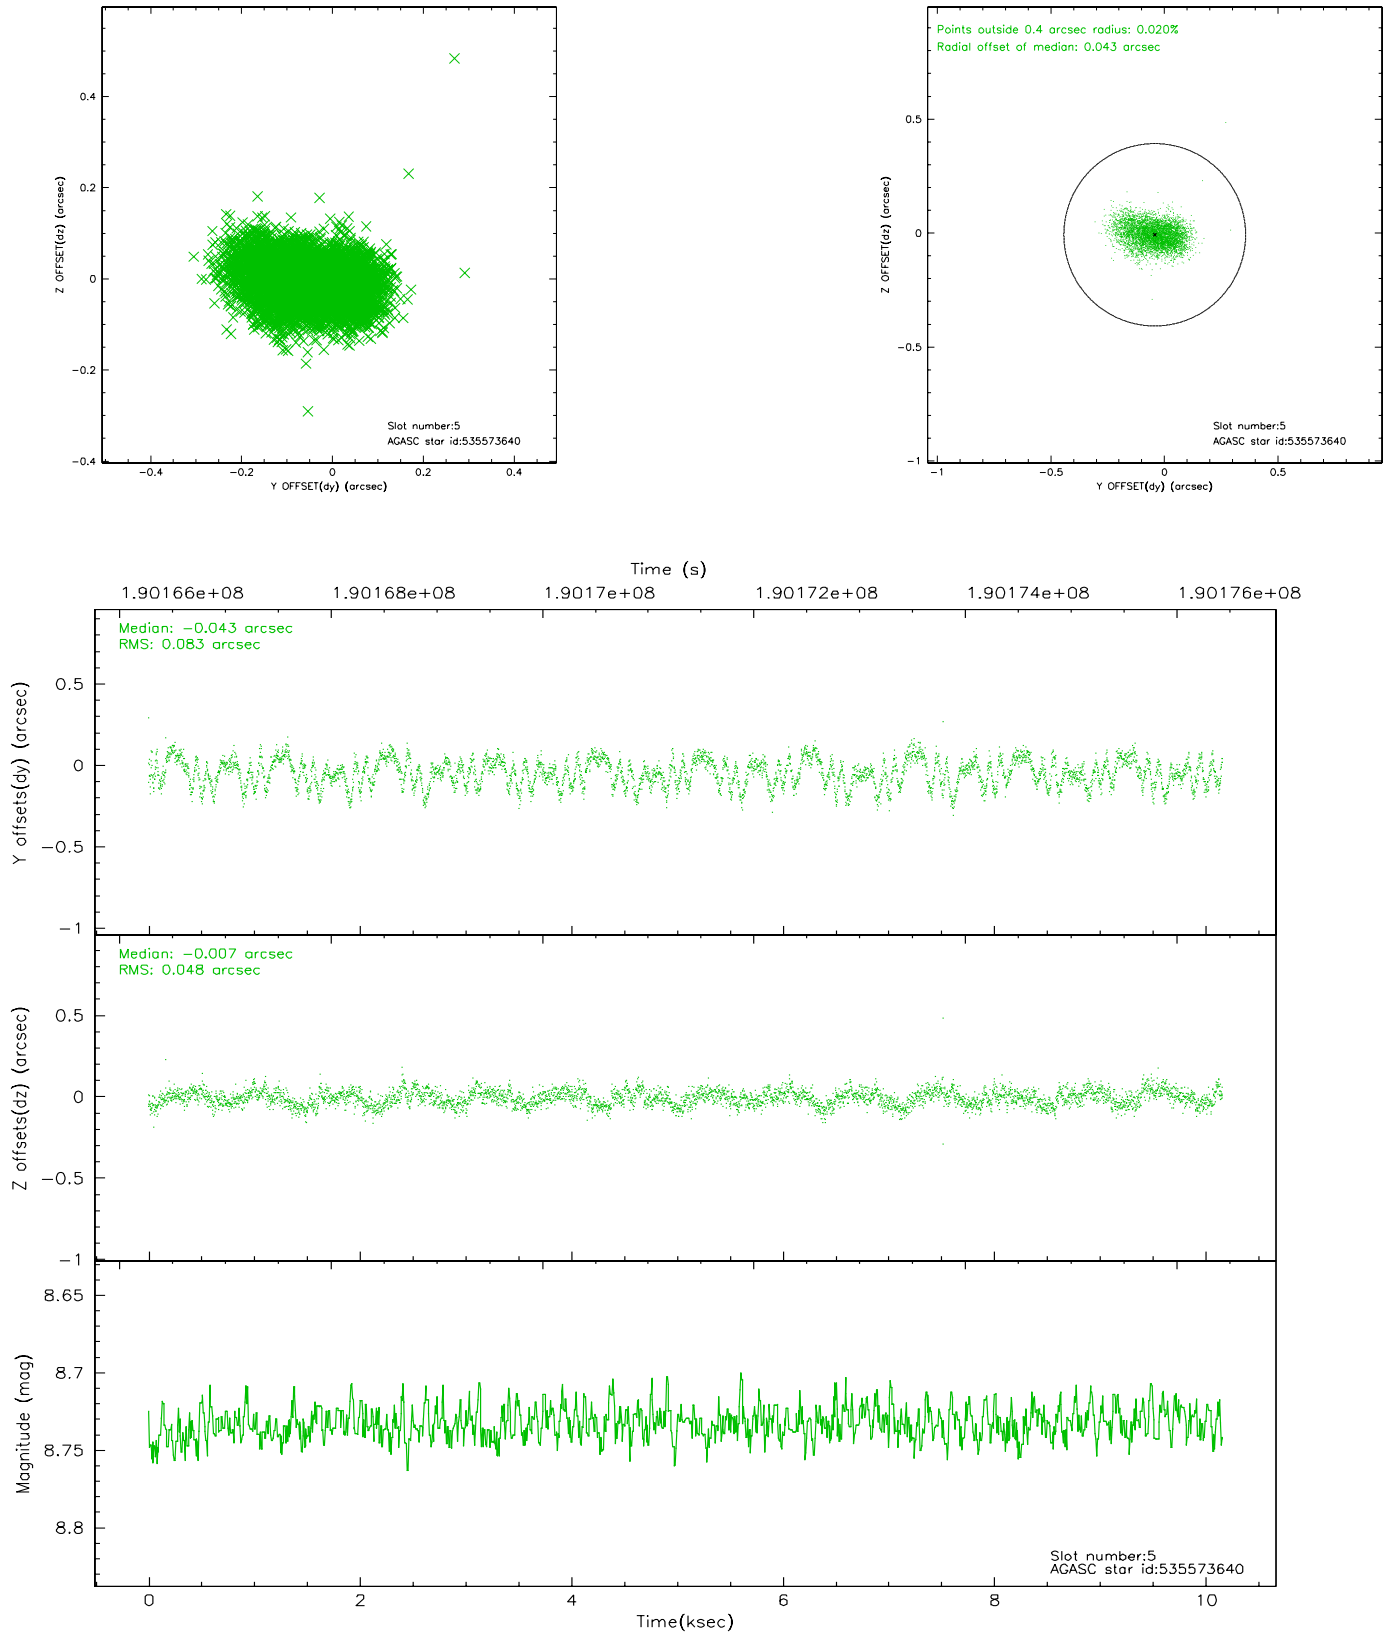 0.4
0.2
0
−0.2
−0.4
Z OFFSET(dz) (arcsec)
Slot number:5
AGASC star id:535573640
−0.4
−0.2
0
0.2
0.4
Y OFFSET(dy) (arcsec)
Points outside 0.4 arcsec radius: 0.020%
Radial offset of median: 0.043 arcsec
0.5
0
−0.5
−1
Z OFFSET(dz) (arcsec)
Slot number:5
AGASC star id:535573640
−1
−0.5
0
0.5
Y OFFSET(dy) (arcsec)
Time (s)
1.90166e+08
1.90168e+08
1.9017e+08
1.90172e+08
1.90174e+08
1.90176e+08
Median: −0.043 arcsec
RMS: 0.083 arcsec
0.5
0
−0.5
−1
Y offsets(dy) (arcsec)
Median: −0.007 arcsec
RMS: 0.048 arcsec
0.5
0
−0.5
−1
Z offsets(dz) (arcsec)
8.65
8.7
8.75
8.8
Magnitude (mag)
Slot number:5
AGASC star id:535573640
0
2
4
6
8
10
Time(ksec)